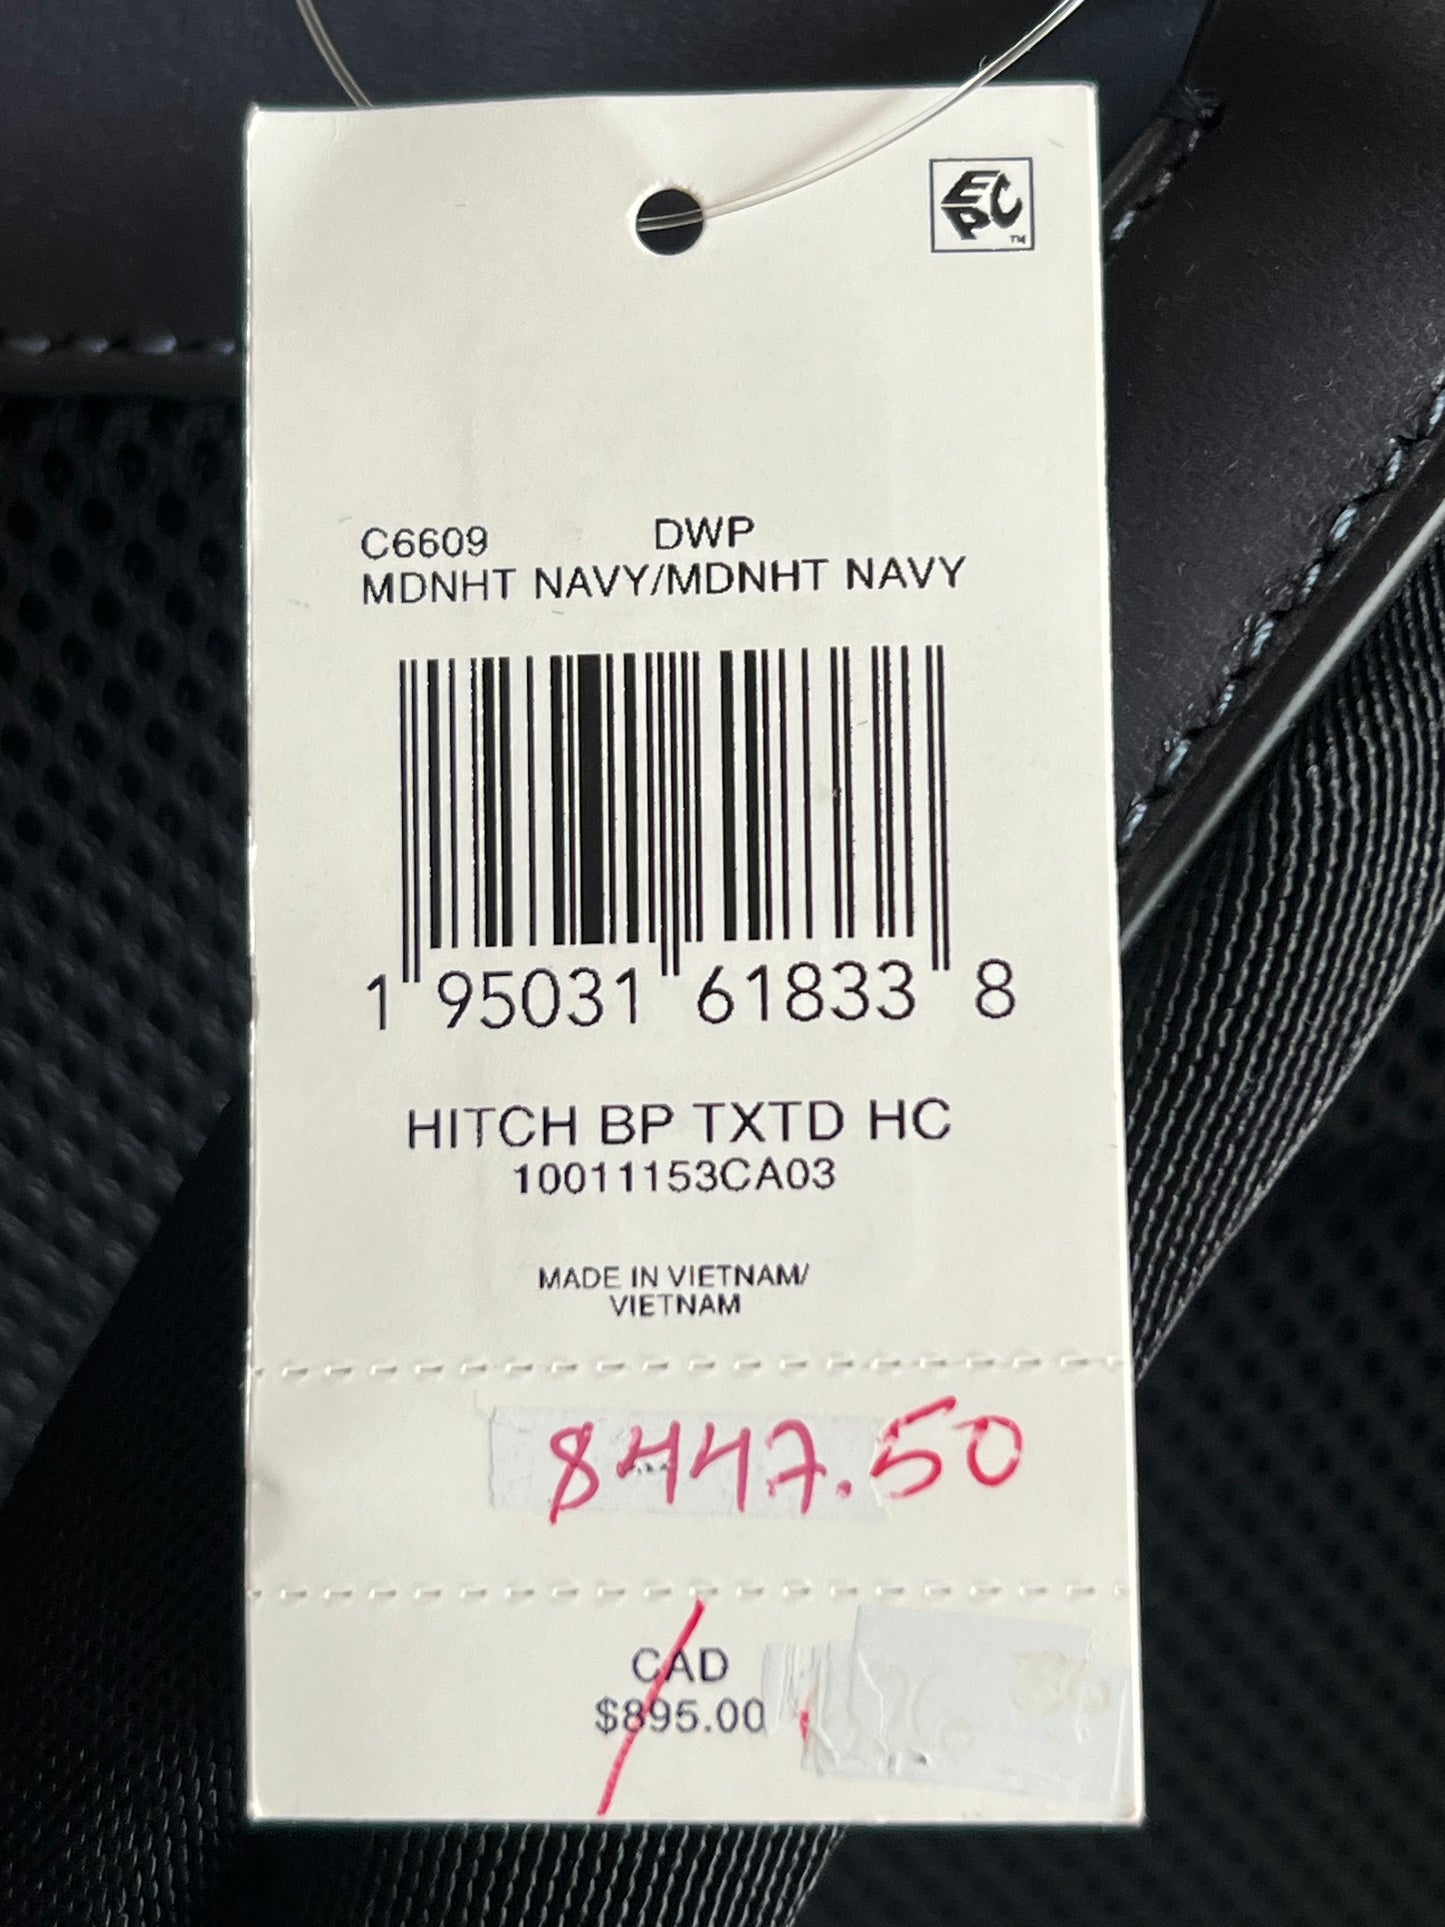 EPC
TM
C6609 DWP
MDNHT NAVY/MDNHT NAVY
1 95031 61833 8
HITCH BP TXTD HC
10011153CA03
MADE IN VIETNAM/
VIETNAM
$447.50
CAD
$895.00